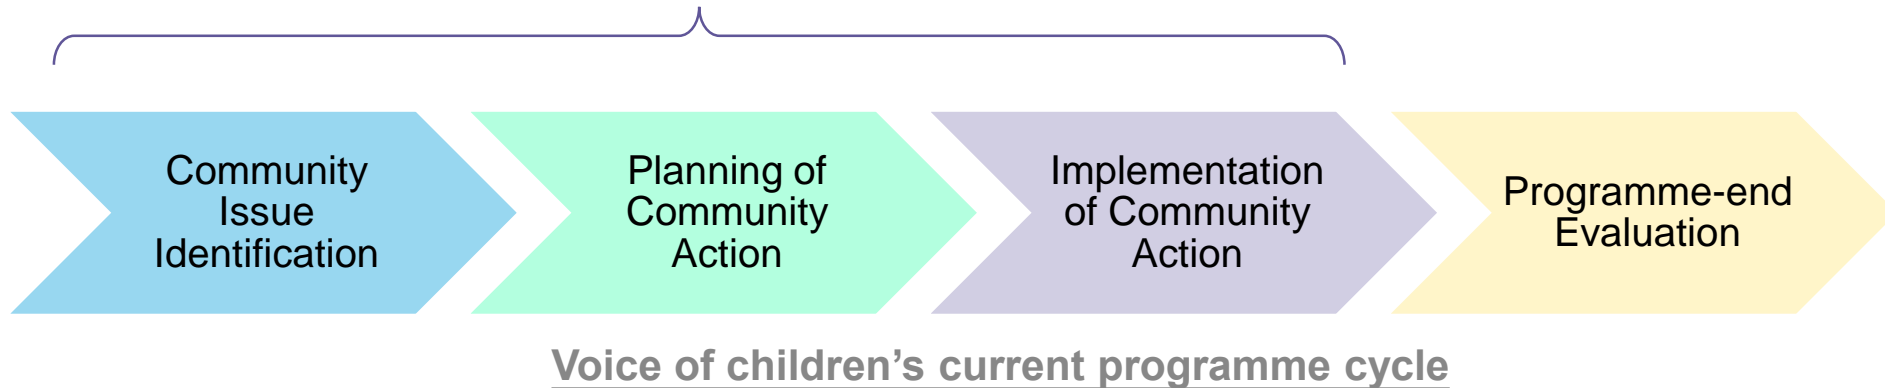 Community
Issue
Identification
Planning of
Community
Action
Implementation
of Community
Action
Programme-end
Evaluation
Voice of children’s current programme cycle